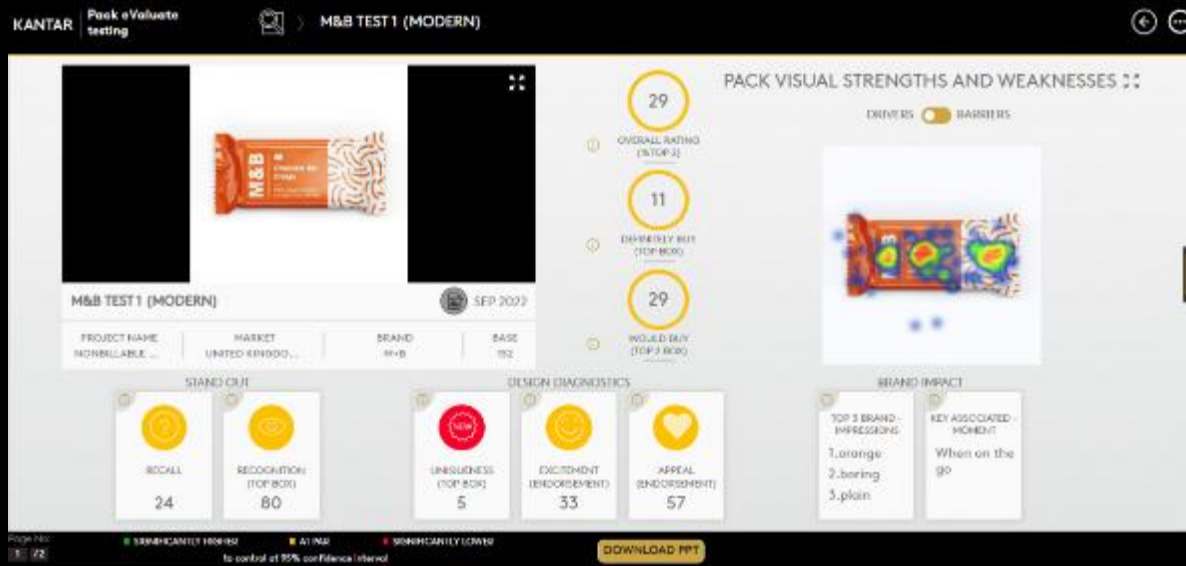 KANTAR
Pack eValuate
testing
M&B TEST 1 (MODERN)
PACK VISUAL STRENGTHS AND WEAKNESSES
DRIVERS
BARRIERS
29
OVERALL RATING
(%TOP 2)
11
DEFINITELY BUY
(TOP BOX)
29
WOULD BUY
(TOP 2 BOX)
M&B
M&B
M&B TEST 1 (MODERN)
SEP 2022
PROJECT NAME
NONBILLABLE ...
MARKET
UNITED KINGDO...
BRAND
M+B
BASE
152
STAND OUT
RECALL
24
RECOGNITION
(TOP BOX)
80
DESIGN DIAGNOSTICS
NEW
UNIQUENESS
(TOP BOX)
5
EXCITEMENT
(ENDORSEMENT)
33
APPEAL
(ENDORSEMENT)
57
BRAND IMPACT
TOP 3 BRAND -
IMPRESSIONS
1.orange
2.boring
3.plain
KEY ASSOCIATED -
MOMENT
When on the
go
Page No:
1 /2
SIGNIFICANTLY HIGHER
AT PAR
SIGNIFICANTLY LOWER
to control at 95% confidence interval
DOWNLOAD PPT